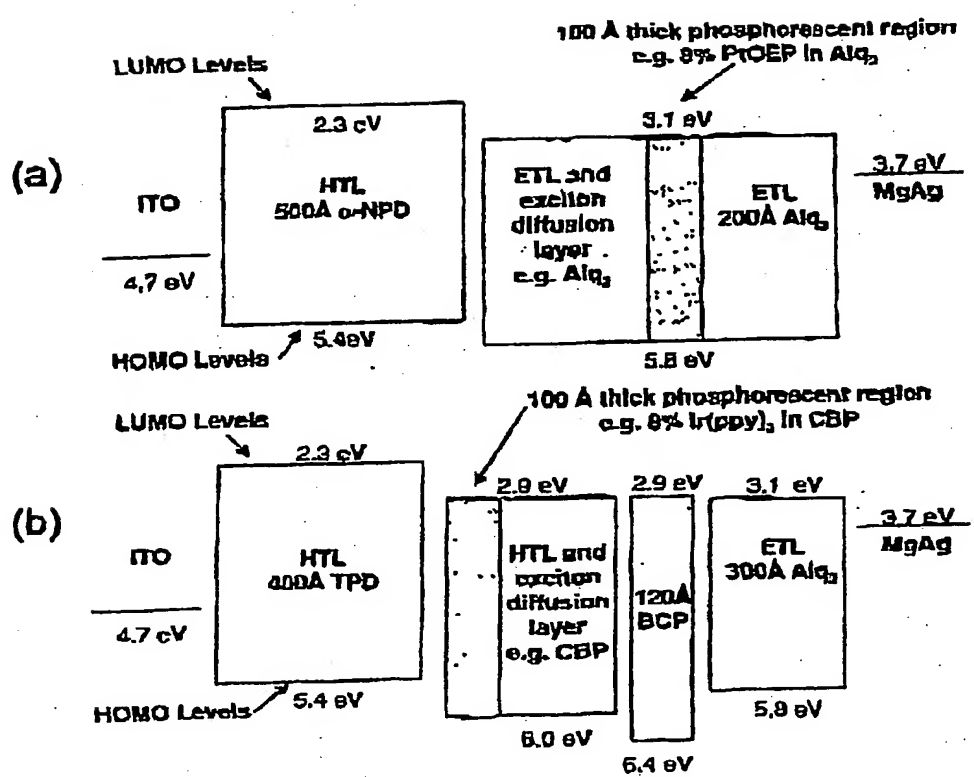 100 Å thick phosphorescent region
e.g. 8% PtOEP in Alq3
LUMO Levels
(a)
2.3 eV
3.1 eV
ITO
HTL
500Å α-NPD
ETL and
exciton
diffusion
layer
e.g. Alq3
ETL
200Å Alq3
3.7 eV
MgAg
4.7 eV
HOMO Levels
5.4eV
5.8 eV
100 Å thick phosphorescent region
e.g. 8% Ir(ppy)3 in CBP
LUMO Levels
(b)
2.3 eV
2.9 eV
2.9 eV
3.1 eV
ITO
HTL
400Å TPD
HTL and
exciton
diffusion
layer
e.g. CBP
120Å
BCP
ETL
300Å Alq3
3.7 eV
MgAg
4.7 eV
HOMO Levels
5.4 eV
6.0 eV
6.4 eV
5.9 eV